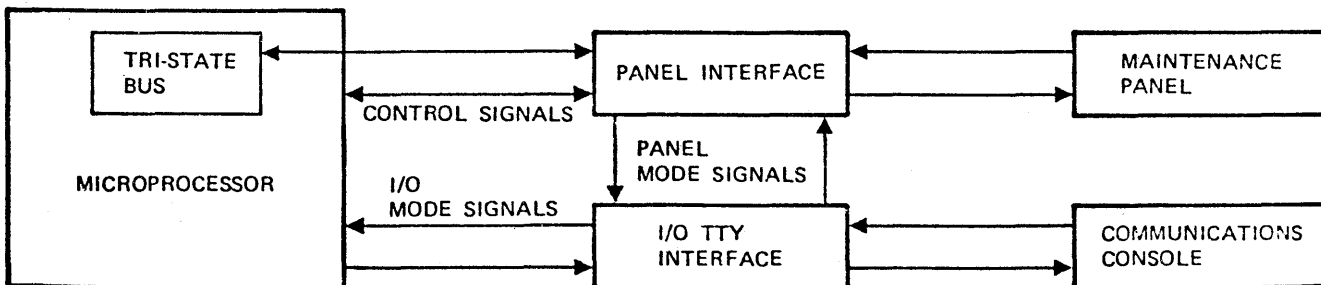 TRI-STATE
BUS
PANEL INTERFACE
MAINTENANCE
PANEL
CONTROL SIGNALS
PANEL
MODE SIGNALS
MICROPROCESSOR
I/O
MODE SIGNALS
I/O TTY
INTERFACE
COMMUNICATIONS
CONSOLE